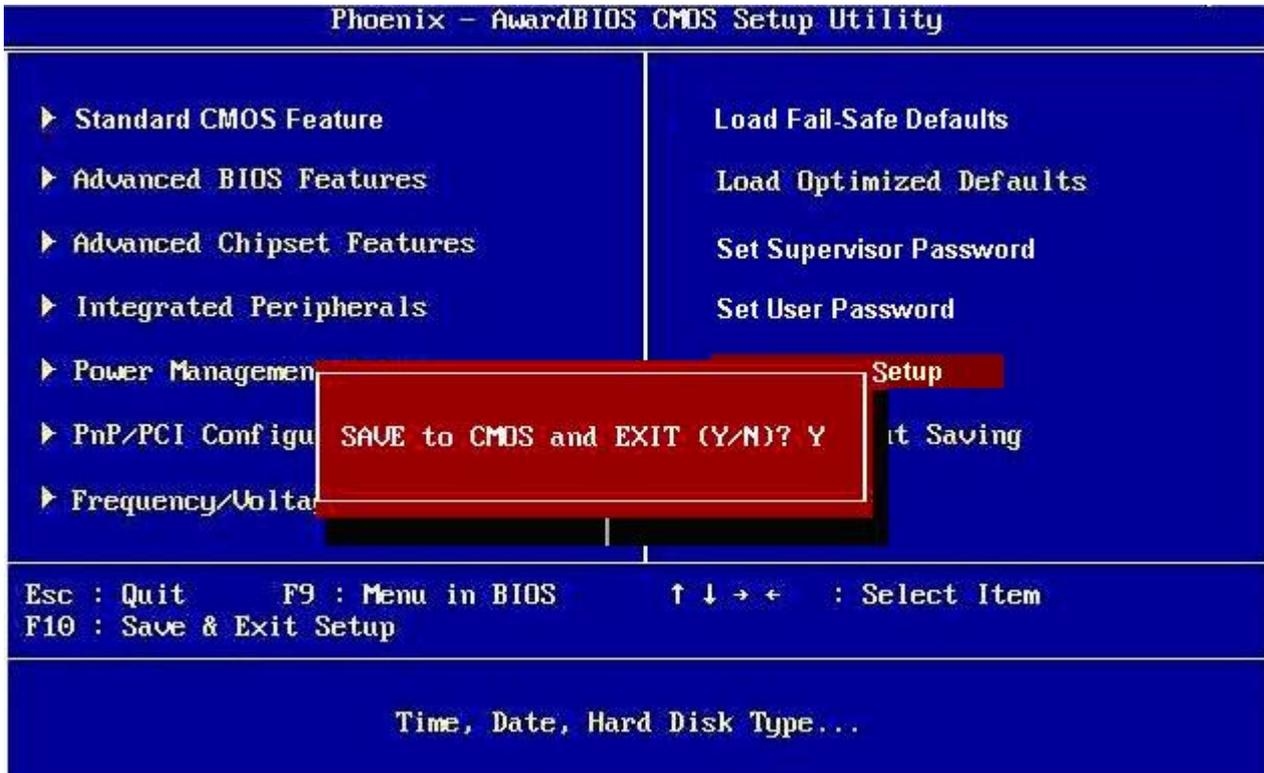 Phoenix — AwardBIOS CMOS Setup Utility
Standard CMOS Feature
Advanced BIOS Features
Advanced Chipset Features
Integrated Peripherals
Power Managemen
PnP/PCI Configu
Frequency/Volta
Load Fail-Safe Defaults
Load Optimized Defaults
Set Supervisor Password
Set User Password
Setup
t Saving
SAVE to CMOS and EXIT (Y/N)? Y
Esc : Quit F9 : Menu in BIOS ↑ ↓ → ← : Select Item
F10 : Save & Exit Setup
Time, Date, Hard Disk Type...